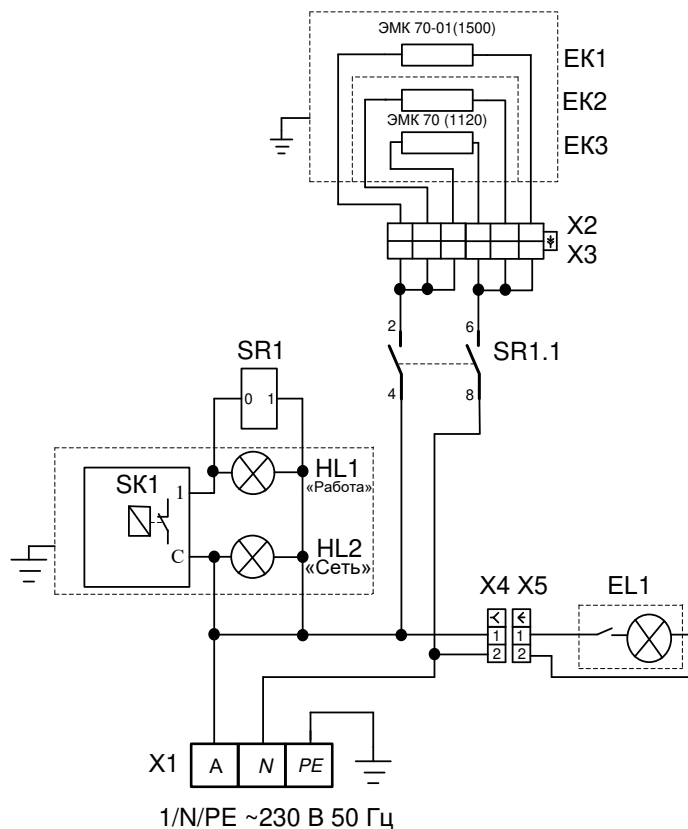 ЭМК 70-01(1500)
EK1
EK2
ЭМК 70 (1120)
EK3
X2
X3
2
6
SR1.1
4
8
SR1
0 1
SK1
1
HL1
«Работа»
C
HL2
«Сеть»
X4 X5
EL1
1 1
2 2
X1
A N PE
1/N/PE ~230 В 50 Гц